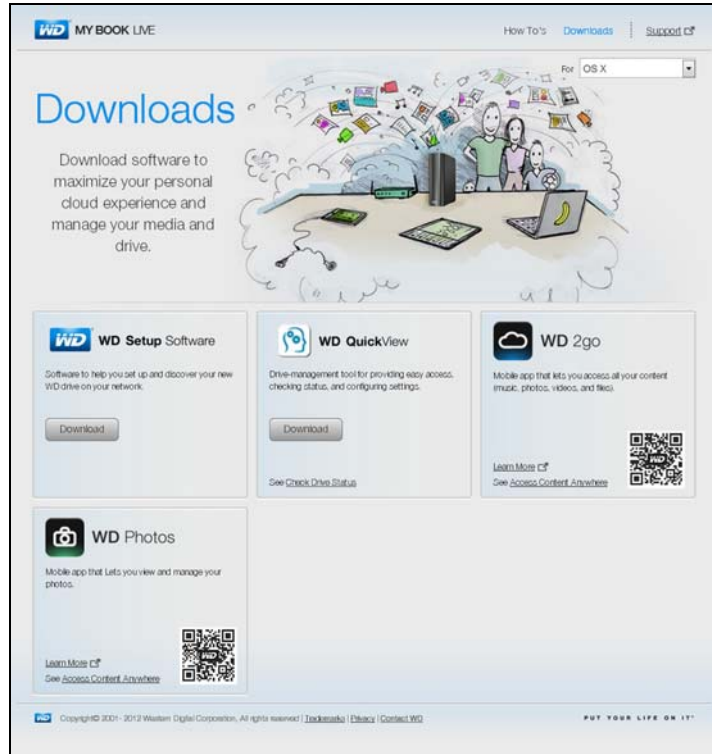 WD MY BOOK LIVE
How To's Downloads Support
For OS X
Downloads
Download software to
maximize your personal
cloud experience and
manage your media and
drive.
WD WD Setup Software
Software to help you set up and discover your new
WD drive on your network.
Download
WD QuickView
Drive-management tool for providing easy access,
checking status, and configuring settings.
Download
See Check Drive Status
WD 2go
Mobile app that lets you access all your content
(music, photos, videos, and files).
Learn More
See Access Content Anywhere
WD
WD Photos
Mobile app that Lets you view and manage your
photos.
Learn More
See Access Content Anywhere
WD
WD Copyright© 2001- 2012 Western Digital Corporation, All rights reserved | Trademarks | Privacy | Contact WD
PUT YOUR LIFE ON IT™